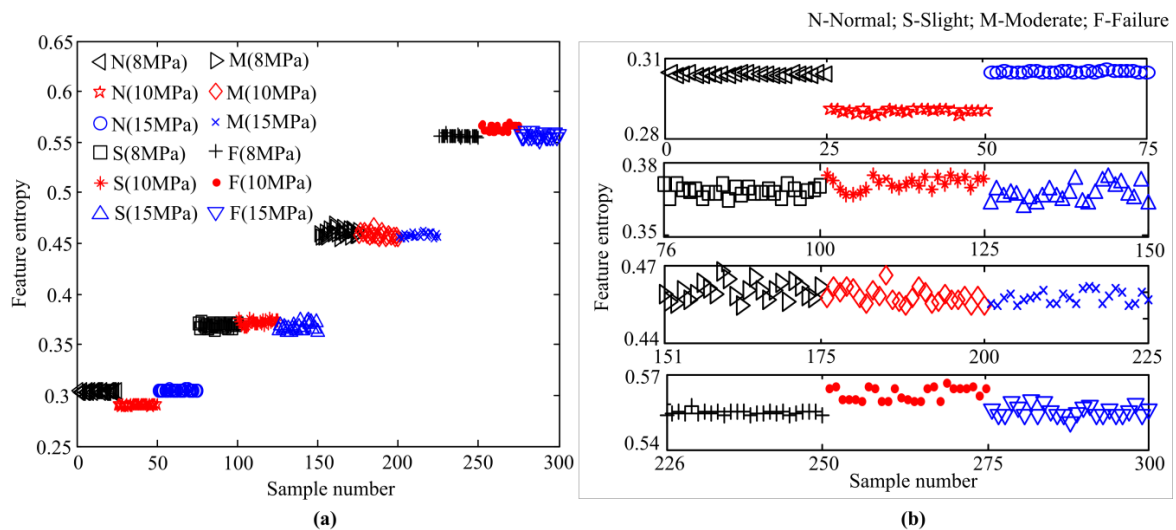 N-Normal; S-Slight; M-Moderate; F-Failure
(a)
0.65
0.6
0.55
0.5
0.45
0.4
0.35
0.3
0.25
Feature entropy
N(8MPa)
N(10MPa)
N(15MPa)
S(8MPa)
S(10MPa)
S(15MPa)
M(8MPa)
M(10MPa)
M(15MPa)
F(8MPa)
F(10MPa)
F(15MPa)
0 50 100 150 200 250 300
Sample number
(a)
(b)
Feature entropy
0.31
0.28
0 25 50 75
0.38
0.35
76 100 125 150
0.47
0.44
151 175 200 225
0.57
0.54
226 250 275 300
Sample number
(b)